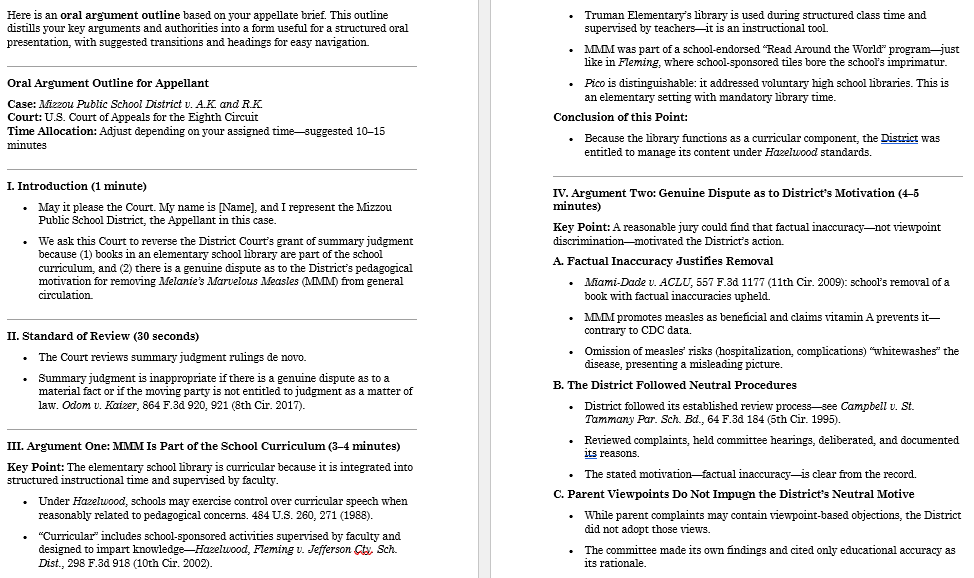 Here is an oral argument outline based on your appellate brief. This outline
distills your key arguments and authorities into a form useful for a structured oral
presentation, with suggested transitions and headings for easy navigation.
Oral Argument Outline for Appellant
Case: Mizzou Public School District v. A.K. and R.K.
Court: U.S. Court of Appeals for the Eighth Circuit
Time Allocation: Adjust depending on your assigned time—suggested 10–15
minutes
I. Introduction (1 minute)
• May it please the Court. My name is [Name], and I represent the Mizzou
Public School District, the Appellant in this case.
• We ask this Court to reverse the District Court's grant of summary judgment
because (1) books in an elementary school library are part of the school
curriculum, and (2) there is a genuine dispute as to the District's pedagogical
motivation for removing Melanie's Marvelous Measles (MMM) from general
circulation.
II. Standard of Review (30 seconds)
• The Court reviews summary judgment rulings de novo.
• Summary judgment is inappropriate if there is a genuine dispute as to a
material fact or if the moving party is not entitled to judgment as a matter of
law. Odom v. Kaizer, 864 F.3d 920, 921 (8th Cir. 2017).
III. Argument One: MMM Is Part of the School Curriculum (3–4 minutes)
Key Point: The elementary school library is curricular because it is integrated into
structured instructional time and supervised by faculty.
• Under Hazelwood, schools may exercise control over curricular speech when
reasonably related to pedagogical concerns. 484 U.S. 260, 271 (1988).
• "Curricular" includes school-sponsored activities supervised by faculty and
designed to impart knowledge—Hazelwood, Fleming v. Jefferson Cty. Sch.
Dist., 298 F.3d 918 (10th Cir. 2002).
• Truman Elementary's library is used during structured class time and
supervised by teachers—it is an instructional tool.
• MMM was part of a school-endorsed "Read Around the World" program—just
like in Fleming, where school-sponsored tiles bore the school's imprimatur.
• Pico is distinguishable: it addressed voluntary high school libraries. This is
an elementary setting with mandatory library time.
Conclusion of this Point:
• Because the library functions as a curricular component, the District was
entitled to manage its content under Hazelwood standards.
IV. Argument Two: Genuine Dispute as to District's Motivation (4–5
minutes)
Key Point: A reasonable jury could find that factual inaccuracy—not viewpoint
discrimination—motivated the District's action.
A. Factual Inaccuracy Justifies Removal
• Miami-Dade v. ACLU, 557 F.3d 1177 (11th Cir. 2009): school's removal of a
book with factual inaccuracies upheld.
• MMM promotes measles as beneficial and claims vitamin A prevents it—
contrary to CDC data.
• Omission of measles' risks (hospitalization, complications) "whitewashes" the
disease, presenting a misleading picture.
B. The District Followed Neutral Procedures
• District followed its established review process—see Campbell v. St.
Tammany Par. Sch. Bd., 64 F.3d 184 (5th Cir. 1995).
• Reviewed complaints, held committee hearings, deliberated, and documented
its reasons.
• The stated motivation—factual inaccuracy—is clear from the record.
C. Parent Viewpoints Do Not Impugn the District's Neutral Motive
• While parent complaints may contain viewpoint-based objections, the District
did not adopt those views.
• The committee made its own findings and cited only educational accuracy as
its rationale.